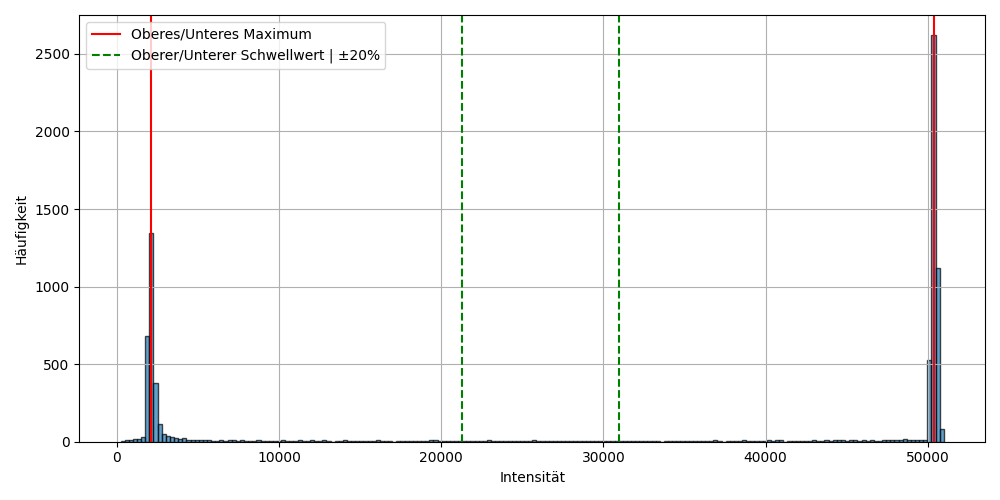 Oberes/Unteres Maximum
Oberer/Unterer Schwellwert | ±20%
Häufigkeit
2500
2000
1500
1000
500
0
0 10000 20000 30000 40000 50000
Intensität